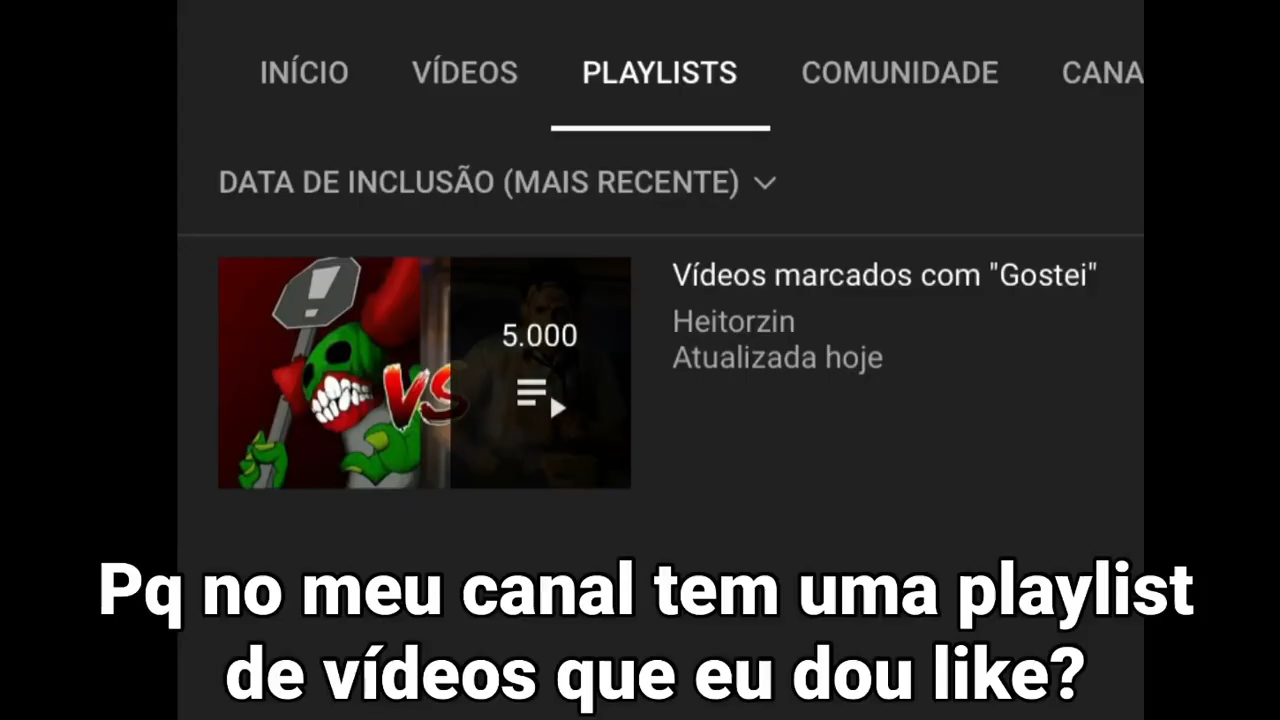 INÍCIO VÍDEOS PLAYLISTS COMUNIDADE CANA
DATA DE INCLUSÃO (MAIS RECENTE)
VS
5.000
Vídeos marcados com "Gostei"
Heitorzin
Atualizada hoje
Pq no meu canal tem uma playlist
de vídeos que eu dou like?